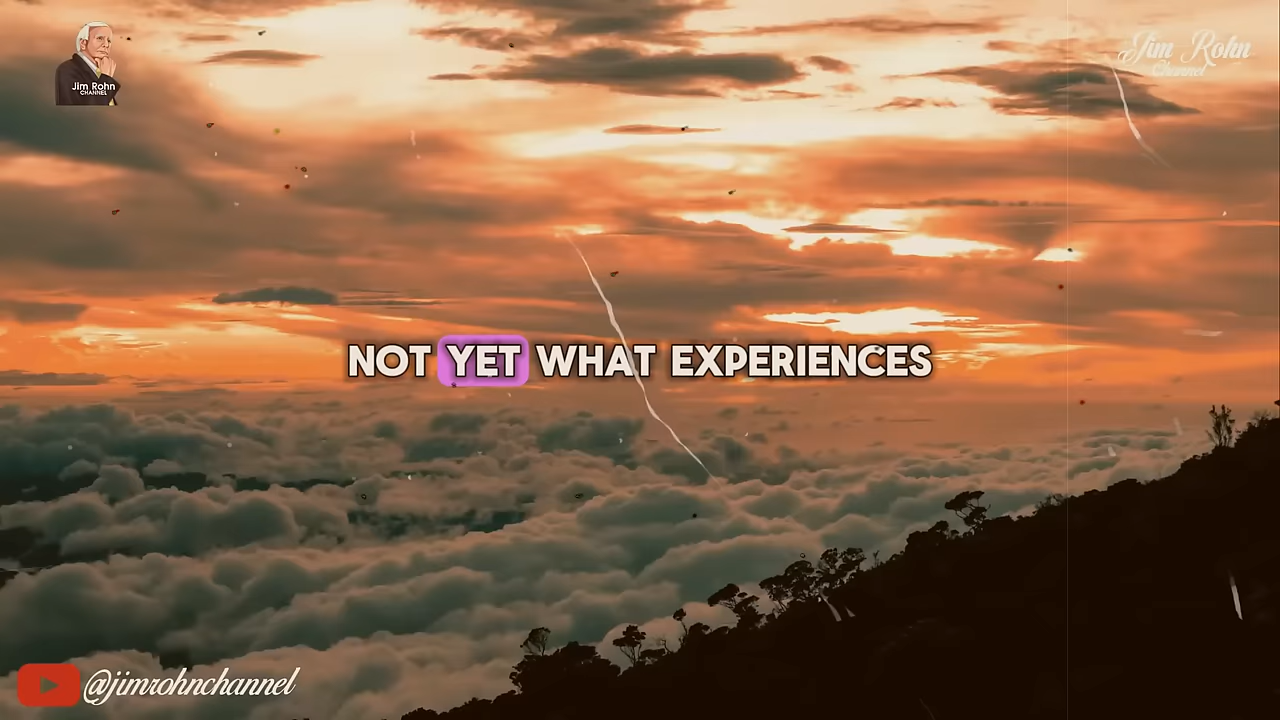 Jim Rohn
CHANNEL
Jim Rohn
Channel
NOT YET WHAT EXPERIENCES
@jimrohnchannel